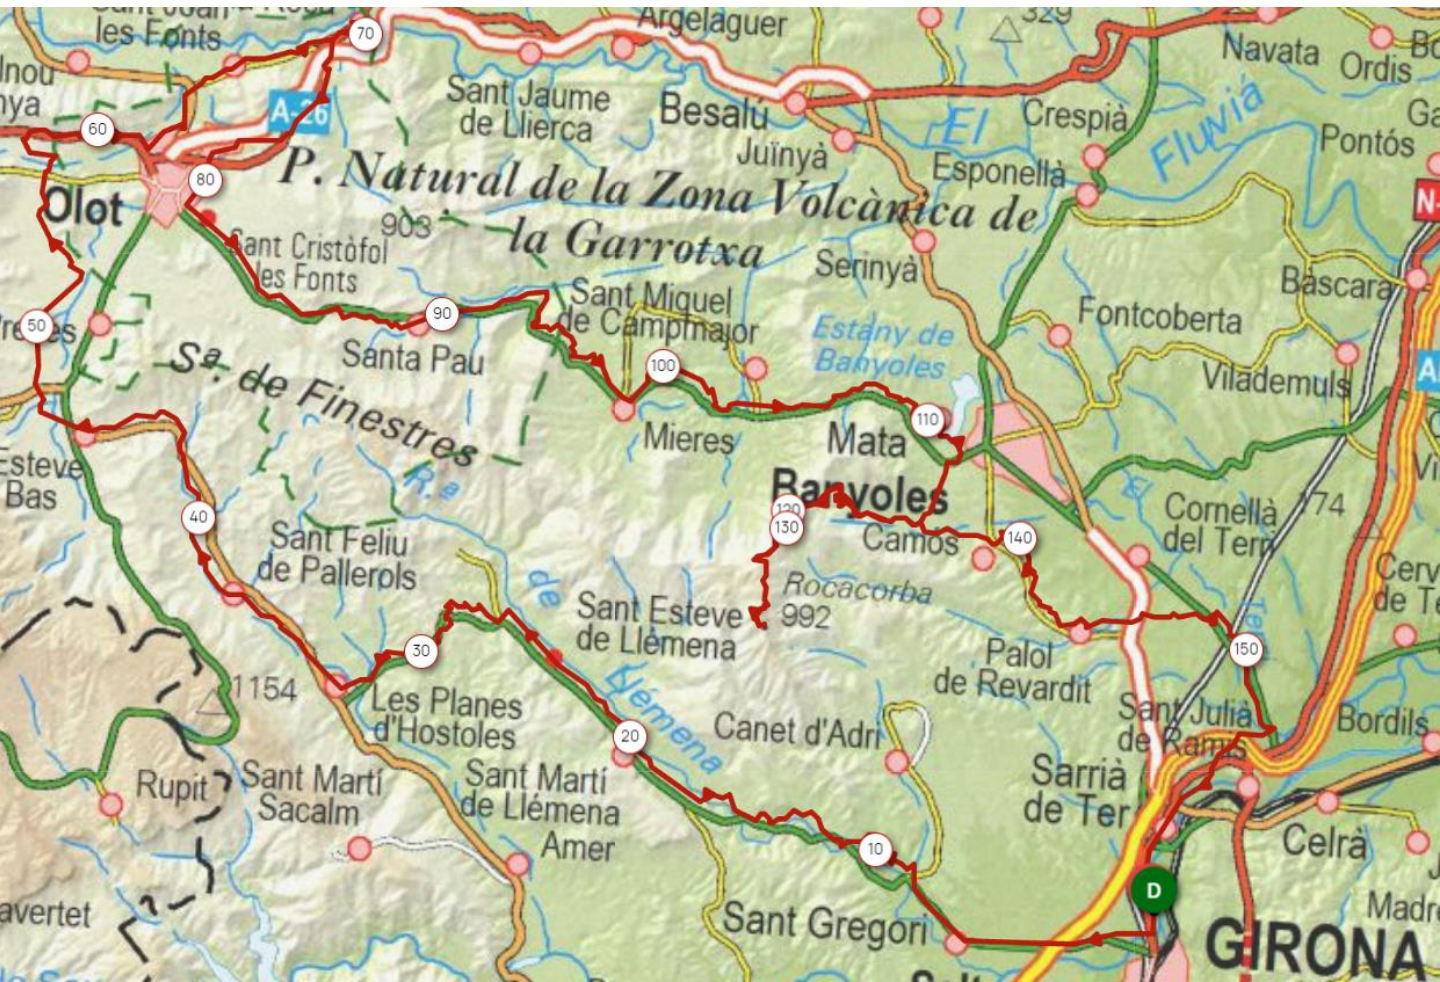 les Fonts
70
Argelaguer
329
Navata
Ordis
60
A-26
Sant Jaume
de Llierca
Besalú
El
Crespià
Fluvià
Pontós
Juïnyà
Esponellà
80
P. Natural de la Zona Volcànica de
la Garrotxa
N-
Olot
903
Sant Cristòfol
les Fonts
Serinyà
Bàscara
50
90
Sant Miquel
de Campmajor
Estany de
Banyoles
Fontcoberta
Santa Pau
100
Vilademuls
Sª. de Finestres
110
Mieres
Mata
Esteve
Bas
R.ª
Banyoles
120
130
El
Cornellà
del Terri
174
40
Sant Feliu
de Pallerols
Camós
140
de
Rocacorba
992
Sant Esteve
de Llémena
30
Palol
de Revardit
150
1154
Llémena
Les Planes
d'Hostoles
20
Canet d'Adri
Sant Julià
de Ramis
Bordils
Rupit
Sant Martí
Sacalm
Sant Martí
de Llémena
Sarrià
de Ter
Amer
10
Celrà
D
Sant Gregori
GIRONA